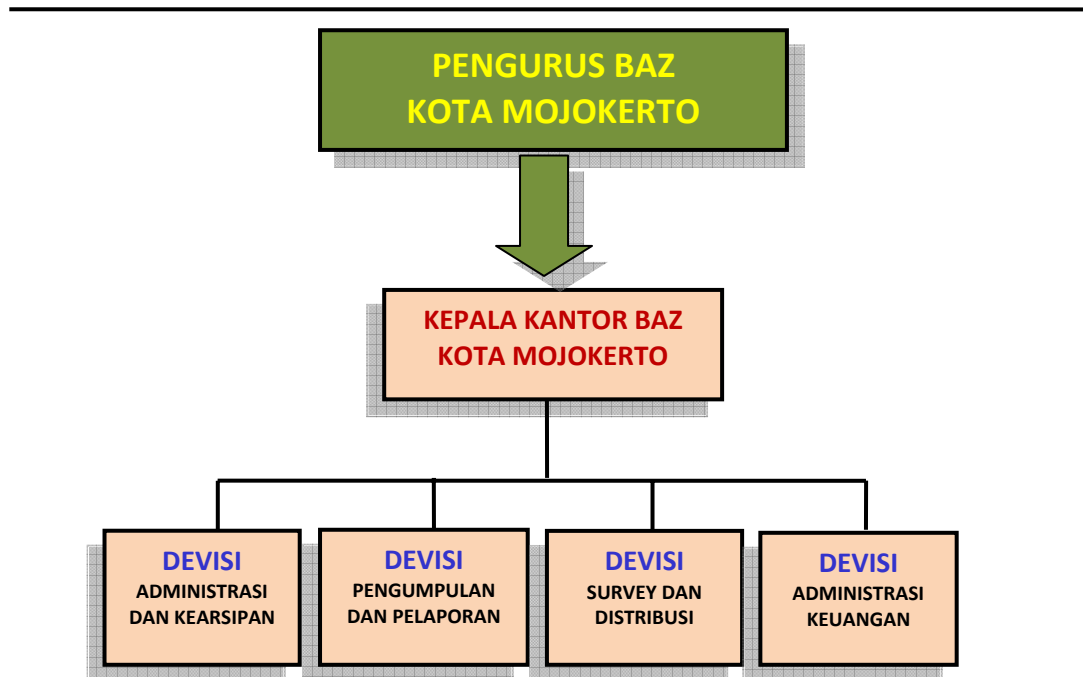 PENGURUS BAZ
KOTA MOJOKERTO
KEPALA KANTOR BAZ
KOTA MOJOKERTO
DEVISI
ADMINISTRASI
DAN KEARSIPAN
DEVISI
PENGUMPULAN
DAN PELAPORAN
DEVISI
SURVEY DAN
DISTRIBUSI
DEVISI
ADMINISTRASI
KEUANGAN